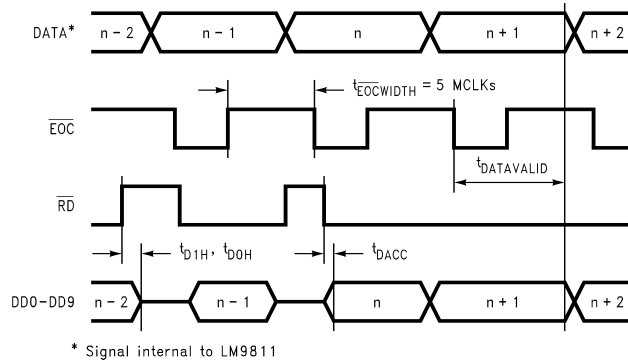 DATA* n - 2 n - 1 n n + 1 n + 2
tEOCWIDTH = 5 MCLKs
EOC
tDATAVALID
RD
tD1H, tD0H tDACC
DD0-DD9 n - 2 n - 1 n n + 1 n + 2
* Signal internal to LM9811